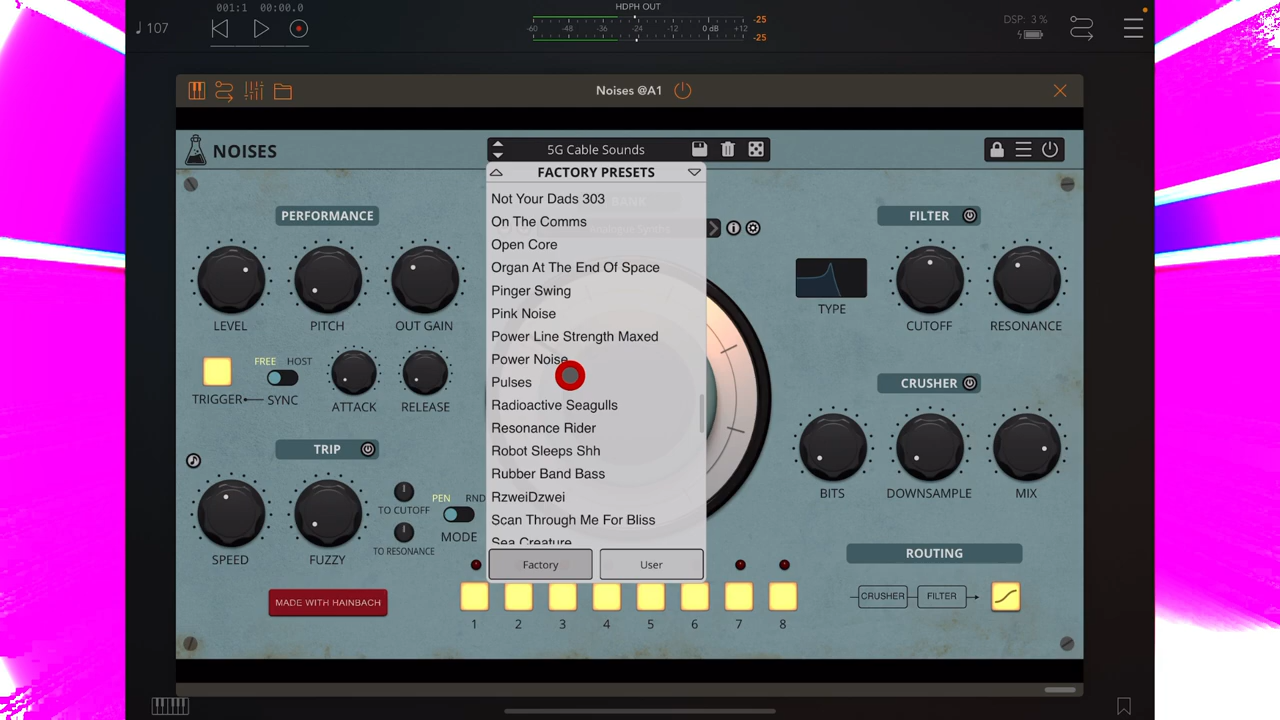 001:1 00:00.0
♩ 107
HDPH OUT
-60 -48 -36 -24 -12 0 dB +12
-25
-25
DSP: 3 %
Noises @A1
NOISES
5G Cable Sounds
FACTORY PRESETS
Not Your Dads 303
On The Comms
Open Core
Organ At The End Of Space
Pinger Swing
Pink Noise
Power Line Strength Maxed
Power Noise
Pulses
Radioactive Seagulls
Resonance Rider
Robot Sleeps Shh
Rubber Band Bass
RzweiDzwei
Scan Through Me For Bliss
Sea Creature
Factory User
PERFORMANCE
LEVEL PITCH OUT GAIN
FREE HOST
TRIGGER SYNC ATTACK RELEASE
TRIP
TO CUTOFF
PEN RND
TO RESONANCE
MODE
SPEED FUZZY
MADE WITH HAINBACH
1 2 3 4 5 6 7 8
FILTER
TYPE CUTOFF RESONANCE
CRUSHER
BITS DOWNSAMPLE MIX
ROUTING
CRUSHER FILTER